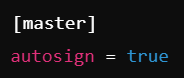 [master]
autosign = true